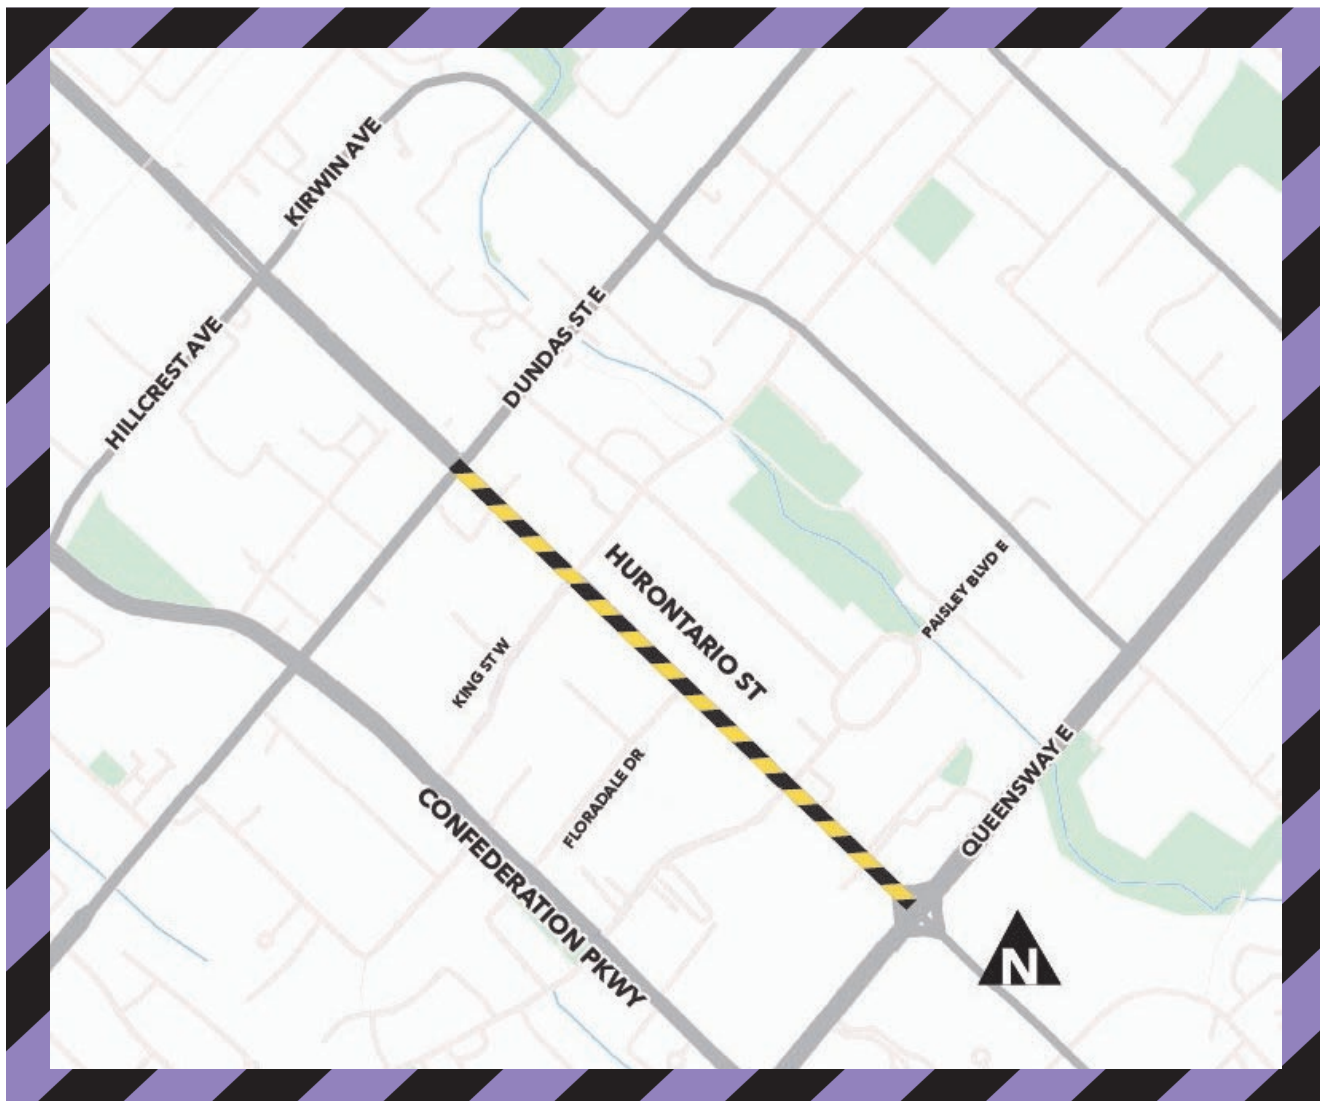 KIRWIN AVE
HILLCREST AVE
DUNDAS ST E
HURONTARIO ST
PAISLEY BLVD E
KING ST W
FLORADALE DR
QUEENSWAY E
CONFEDERATION PKWY
N